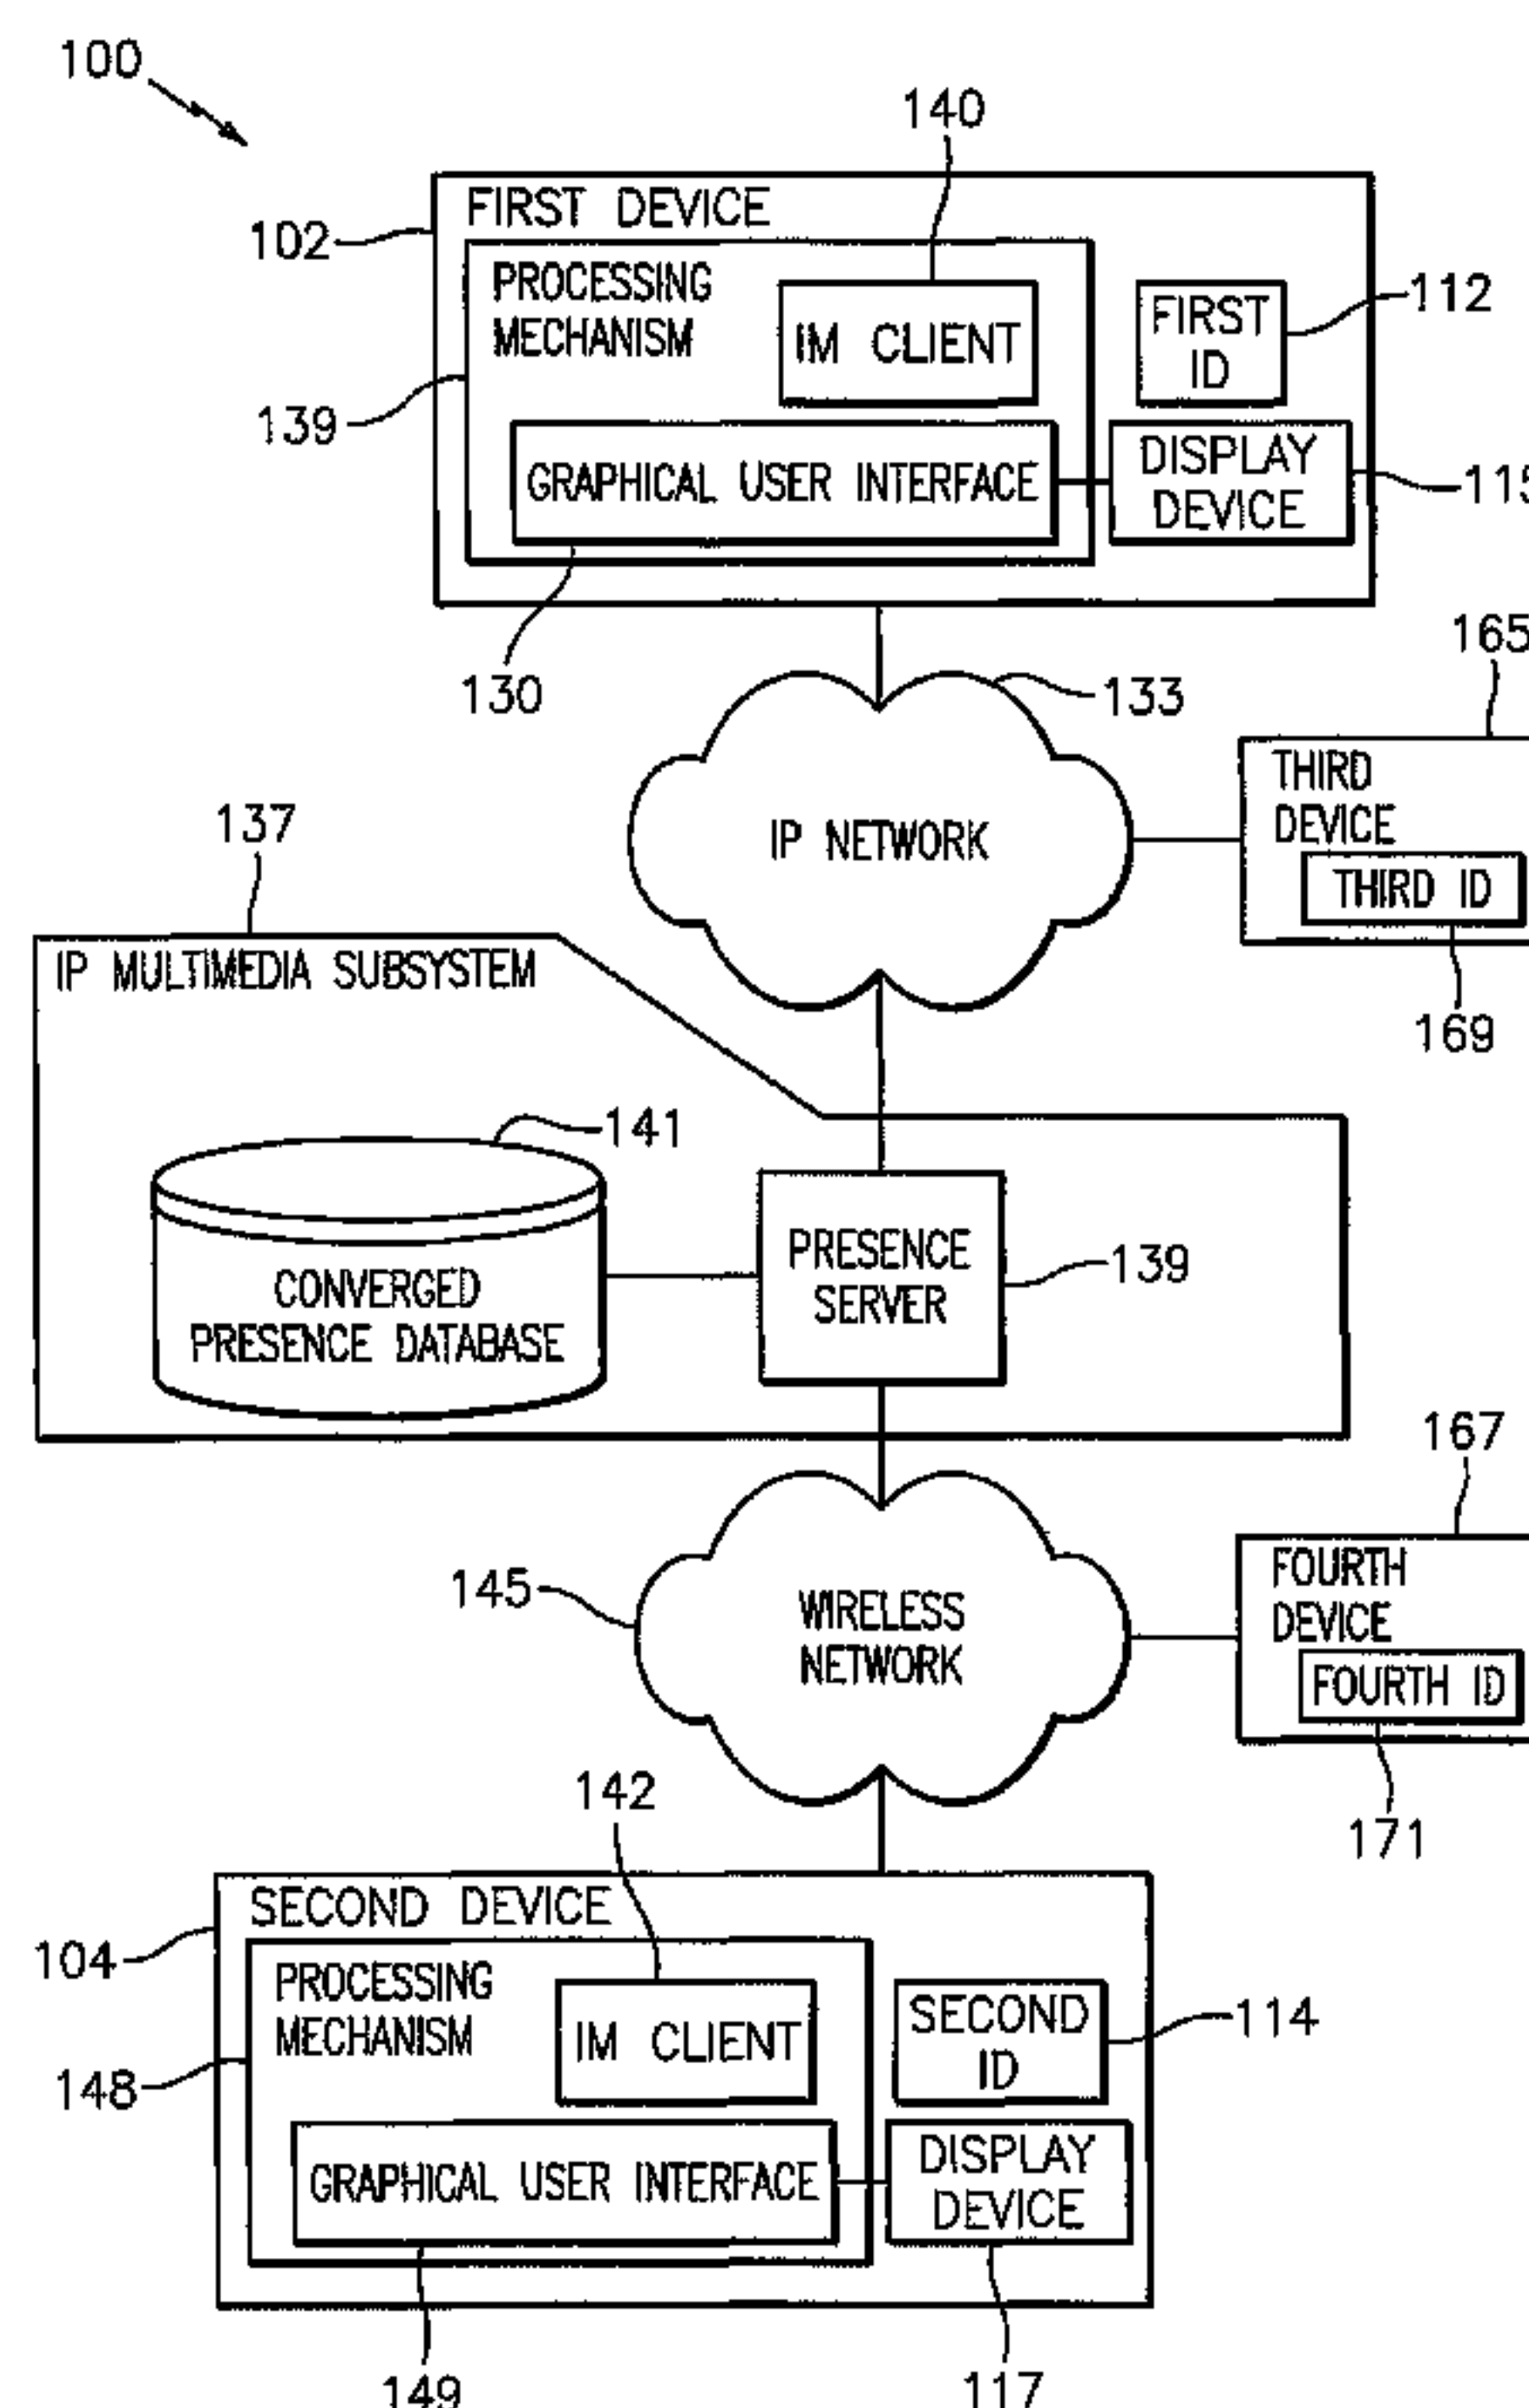 100
140
FIRST DEVICE
102
PROCESSING
MECHANISM
IM CLIENT
FIRST
ID
112
139
GRAPHICAL USER INTERFACE
DISPLAY
DEVICE
115
130
133
165
IP NETWORK
THIRD
DEVICE
THIRD ID
169
137
IP MULTIMEDIA SUBSYSTEM
141
CONVERGED
PRESENCE DATABASE
PRESENCE
SERVER
139
167
145
WIRELESS
NETWORK
FOURTH
DEVICE
FOURTH ID
171
142
SECOND DEVICE
104
PROCESSING
MECHANISM
IM CLIENT
SECOND
ID
114
148
GRAPHICAL USER INTERFACE
DISPLAY
DEVICE
149
117